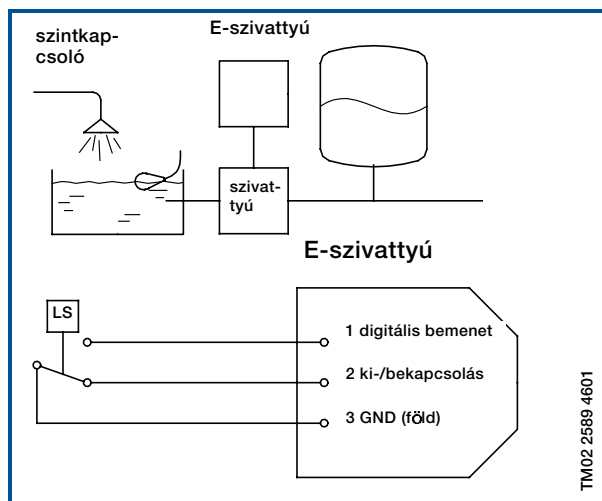 szintkap-
csoló
E-szivattyú
szivat-
tyú
E-szivattyú
LS
1 digitális bemenet
2 ki-/bekapcsolás
3 GND (föld)
TM02 2589 4601